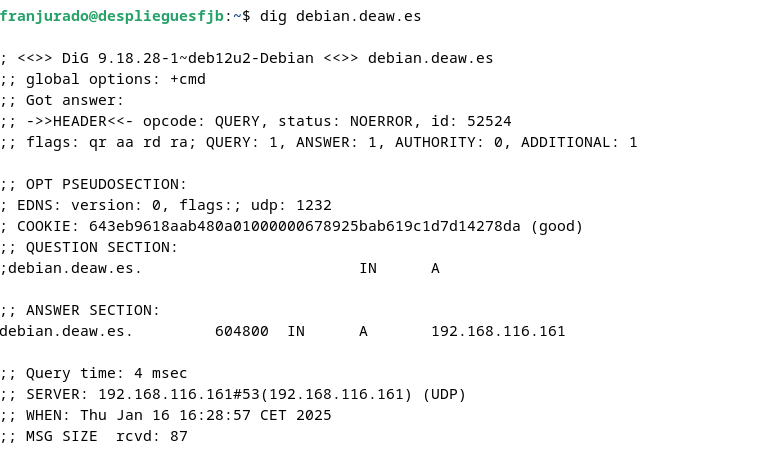 franjurado@desplieguesfjb:~$ dig debian.deaw.es
; <<>> DiG 9.18.28-1~deb12u2-Debian <<>> debian.deaw.es
;; global options: +cmd
;; Got answer:
;; ->>HEADER<<- opcode: QUERY, status: NOERROR, id: 52524
;; flags: qr aa rd ra; QUERY: 1, ANSWER: 1, AUTHORITY: 0, ADDITIONAL: 1
;; OPT PSEUDOSECTION:
; EDNS: version: 0, flags:; udp: 1232
; COOKIE: 643eb9618aab480a01000000678925bab619c1d7d14278da (good)
;; QUESTION SECTION:
;debian.deaw.es. IN A
;; ANSWER SECTION:
debian.deaw.es. 604800 IN A 192.168.116.161
;; Query time: 4 msec
;; SERVER: 192.168.116.161#53(192.168.116.161) (UDP)
;; WHEN: Thu Jan 16 16:28:57 CET 2025
;; MSG SIZE rcvd: 87